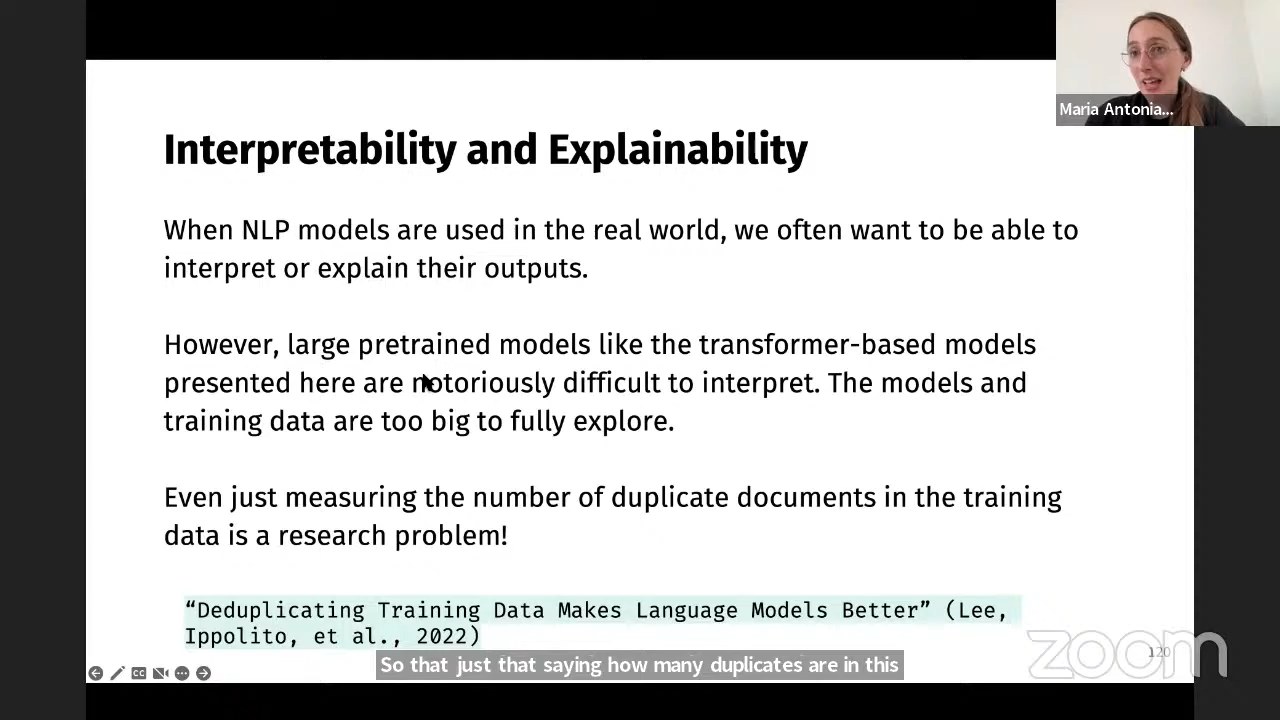 Maria Antonia...
Interpretability and Explainability
When NLP models are used in the real world, we often want to be able to
interpret or explain their outputs.
However, large pretrained models like the transformer-based models
presented here are notoriously difficult to interpret. The models and
training data are too big to fully explore.
Even just measuring the number of duplicate documents in the training
data is a research problem!
“Deduplicating Training Data Makes Language Models Better” (Lee,
Ippolito, et al., 2022)
So that just that saying how many duplicates are in this
CC
120
zoom